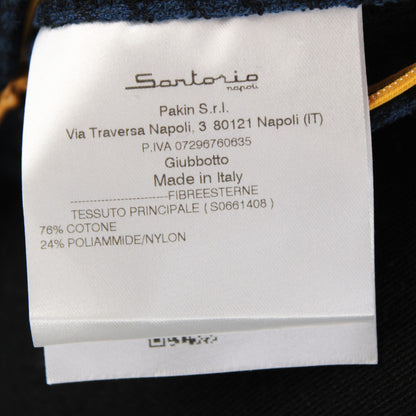 Sartorio
napoli
Pakin S.r.l.
Via Traversa Napoli, 3 80121 Napoli (IT)
P.IVA 07296760635
Giubbotto
Made in Italy
------------------------FIBREESTERNE
TESSUTO PRINCIPALE ( S0661408 )
76% COTONE
24% POLIAMMIDE/NYLON